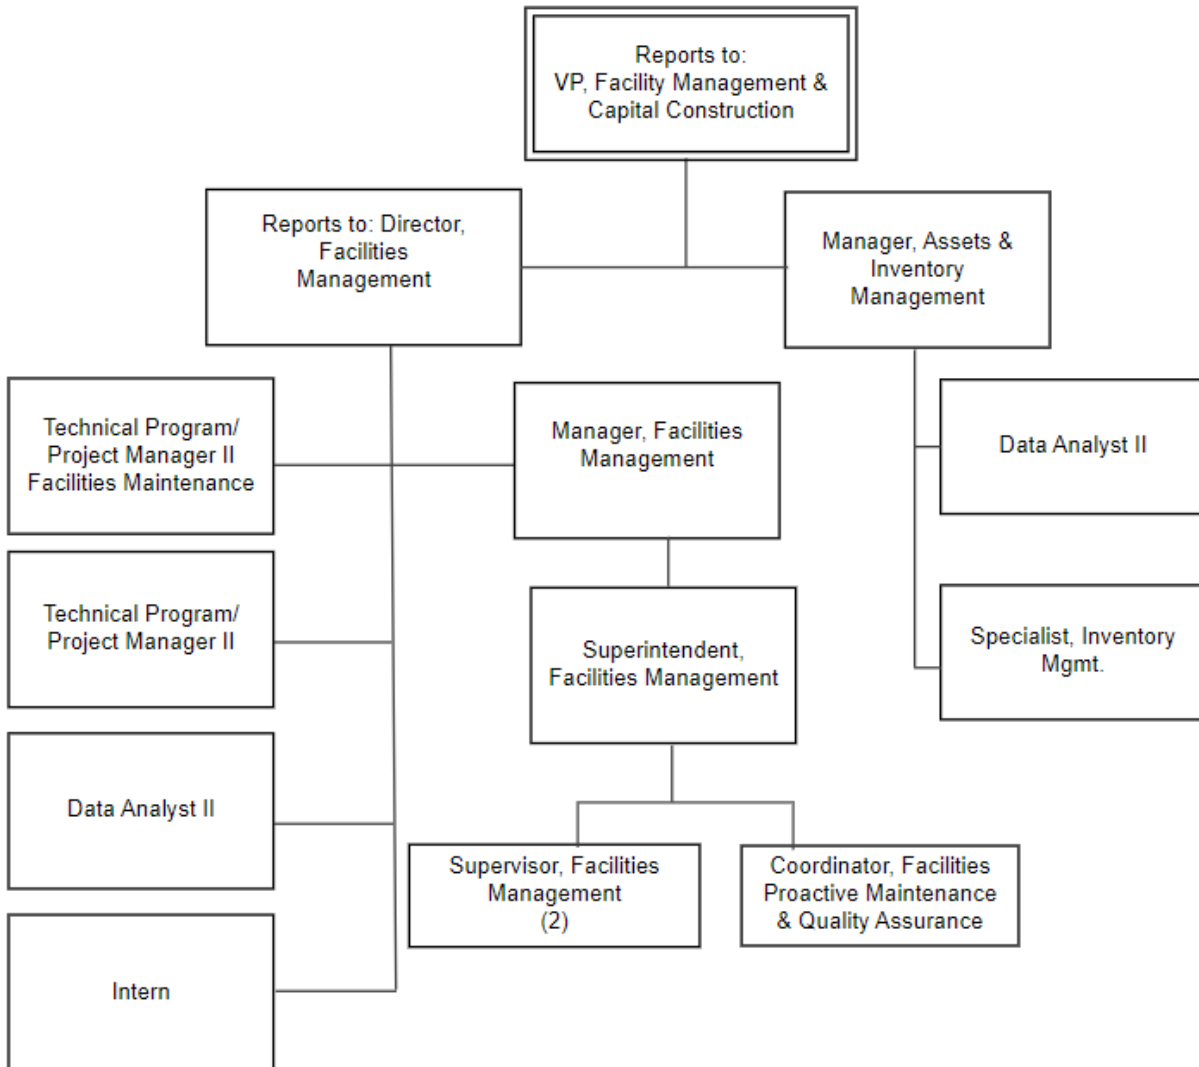 Reports to:
VP, Facility Management &
Capital Construction
Reports to: Director,
Facilities
Management
Manager, Assets &
Inventory
Management
Technical Program/
Project Manager II
Facilities Maintenance
Manager, Facilities
Management
Data Analyst II
Technical Program/
Project Manager II
Superintendent,
Facilities Management
Specialist, Inventory
Mgmt.
Data Analyst II
Supervisor, Facilities
Management
(2)
Coordinator, Facilities
Proactive Maintenance
& Quality Assurance
Intern